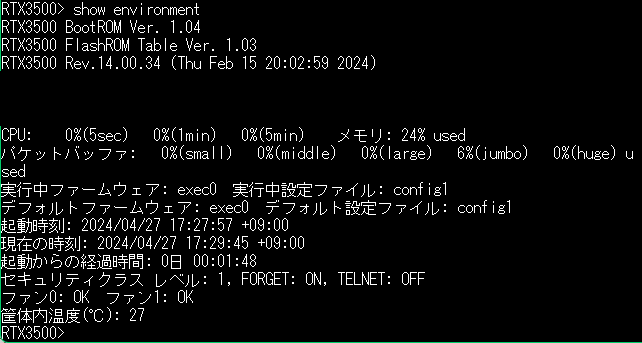 RTX3500> show environment
RTX3500 BootROM Ver. 1.04
RTX3500 FlashROM Table Ver. 1.03
RTX3500 Rev.14.00.34 (Thu Feb 15 20:02:59 2024)
CPU:   0%(5sec)   0%(1min)   0%(5min)    メモリ: 24% used
パケットバッファ:   0%(small)   0%(middle)   0%(large)   6%(jumbo)   0%(huge) u
sed
実行中ファームウェア: exec0  実行中設定ファイル: config1
デフォルトファームウェア: exec0  デフォルト設定ファイル: config1
起動時刻: 2024/04/27 17:27:57 +09:00
現在の時刻: 2024/04/27 17:29:45 +09:00
起動からの経過時間: 0日 00:01:48
セキュリティクラス レベル: 1, FORGET: ON, TELNET: OFF
ファン0: OK  ファン1: OK
筐体内温度(℃): 27
RTX3500>